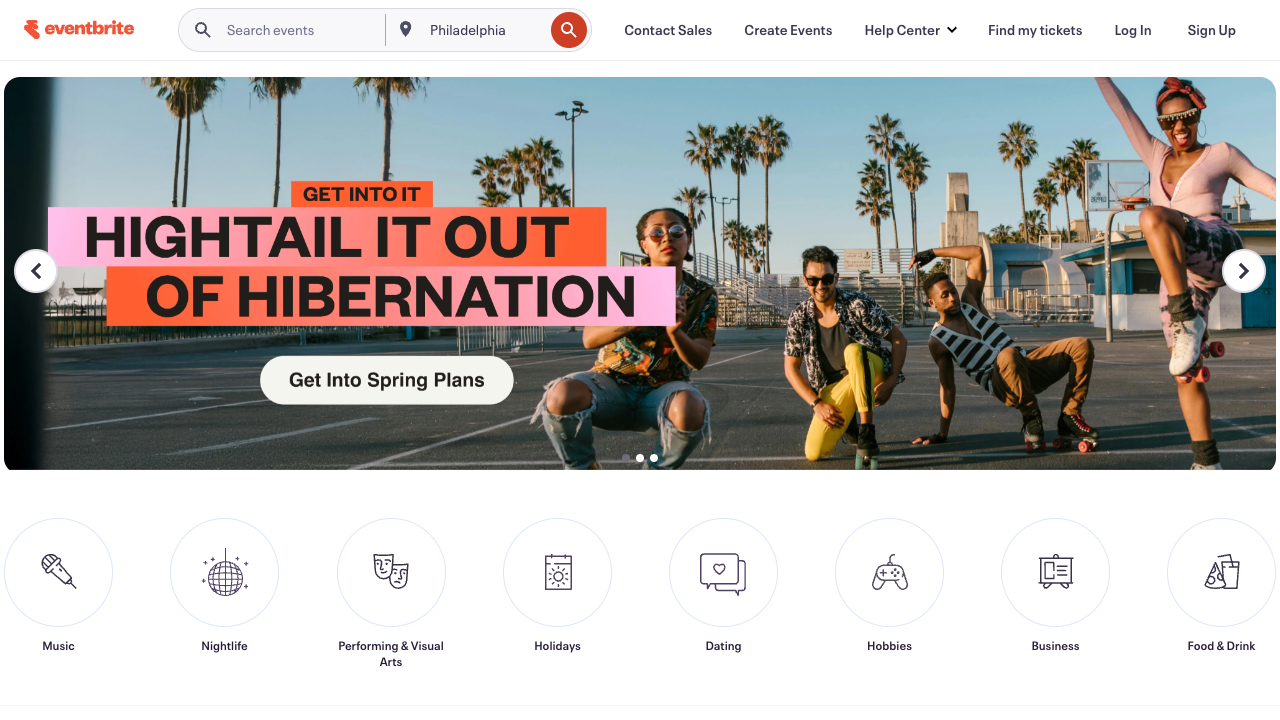 eventbrite
Search events
Philadelphia
Contact Sales
Create Events
Help Center
Find my tickets
Log In
Sign Up
GET INTO IT
HIGHTAIL IT OUT
OF HIBERNATION
Get Into Spring Plans
Music
Nightlife
Performing & Visual
Arts
Holidays
Dating
Hobbies
Business
Food & Drink